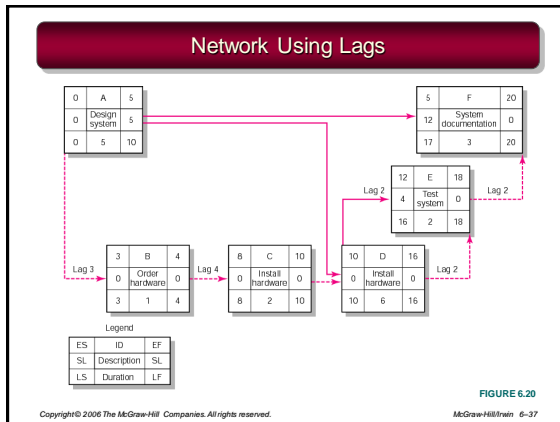 Network Using Lags
0 A 5
0 Design system 5
0 5 10
5 F 20
12 System documentation 0
17 3 20
12 E 18
4 Test system 0
16 2 18
Lag 2
Lag 2
3 B 4
0 Order hardware 0
3 1 4
8 C 10
0 Install hardware 0
8 2 10
10 D 16
0 Install hardware 0
10 6 16
Lag 3
Lag 4
Lag 2
Legend
ES ID EF
SL Description SL
LS Duration LF
FIGURE 6.20
Copyright © 2006 The McGraw-Hill Companies. All rights reserved.
McGraw-Hill/Irwin 6–37